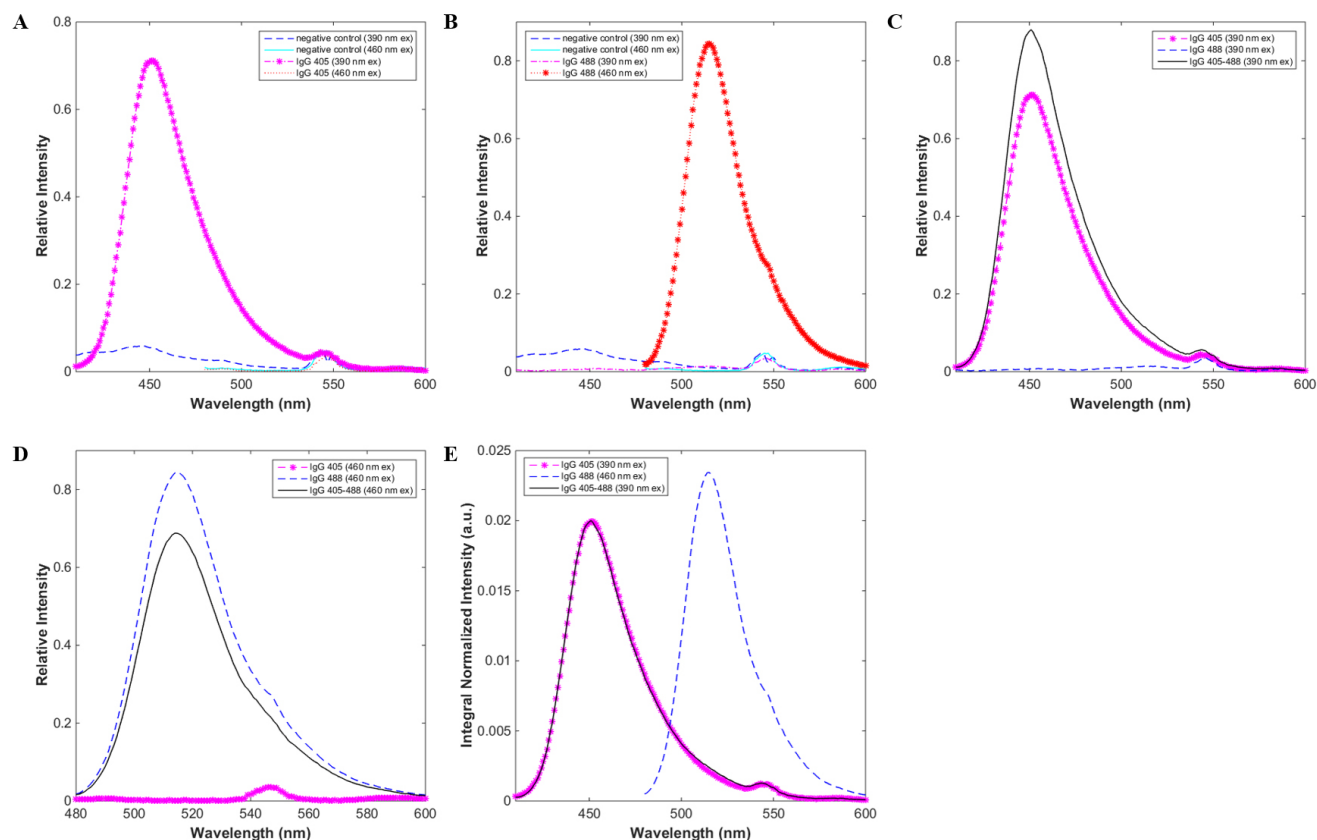 A
Relative Intensity
0.8
0.6
0.4
0.2
0
450
500
550
600
Wavelength (nm)
negative control (390 nm ex)
negative control (460 nm ex)
IgG 405 (390 nm ex)
IgG 405 (460 nm ex)
B
Relative Intensity
0.8
0.6
0.4
0.2
0
450
500
550
600
Wavelength (nm)
negative control (390 nm ex)
negative control (460 nm ex)
IgG 488 (390 nm ex)
IgG 488 (460 nm ex)
C
Relative Intensity
0.8
0.6
0.4
0.2
0
450
500
550
600
Wavelength (nm)
IgG 405 (390 nm ex)
IgG 488 (390 nm ex)
IgG 405-488 (390 nm ex)
D
Relative Intensity
0.8
0.6
0.4
0.2
0
480
500
520
540
560
580
600
Wavelength (nm)
IgG 405 (460 nm ex)
IgG 488 (460 nm ex)
IgG 405-488 (460 nm ex)
E
Integral Normalized Intensity (a.u.)
0.025
0.02
0.015
0.01
0.005
0
450
500
550
600
Wavelength (nm)
IgG 405 (390 nm ex)
IgG 488 (460 nm ex)
IgG 405-488 (390 nm ex)